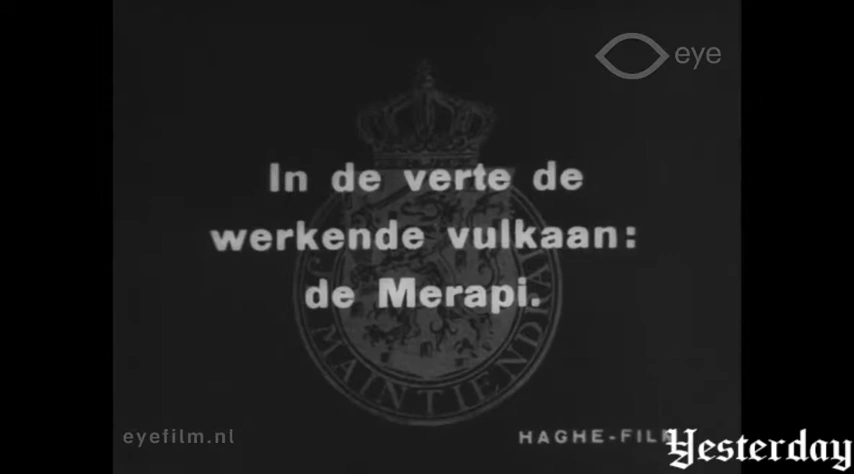 eye
In de verte de
werkende vulkaan:
de Merapi.
MAINTIENDRAI
eyefilm.nl
HAGHE-FILM
Yesterday